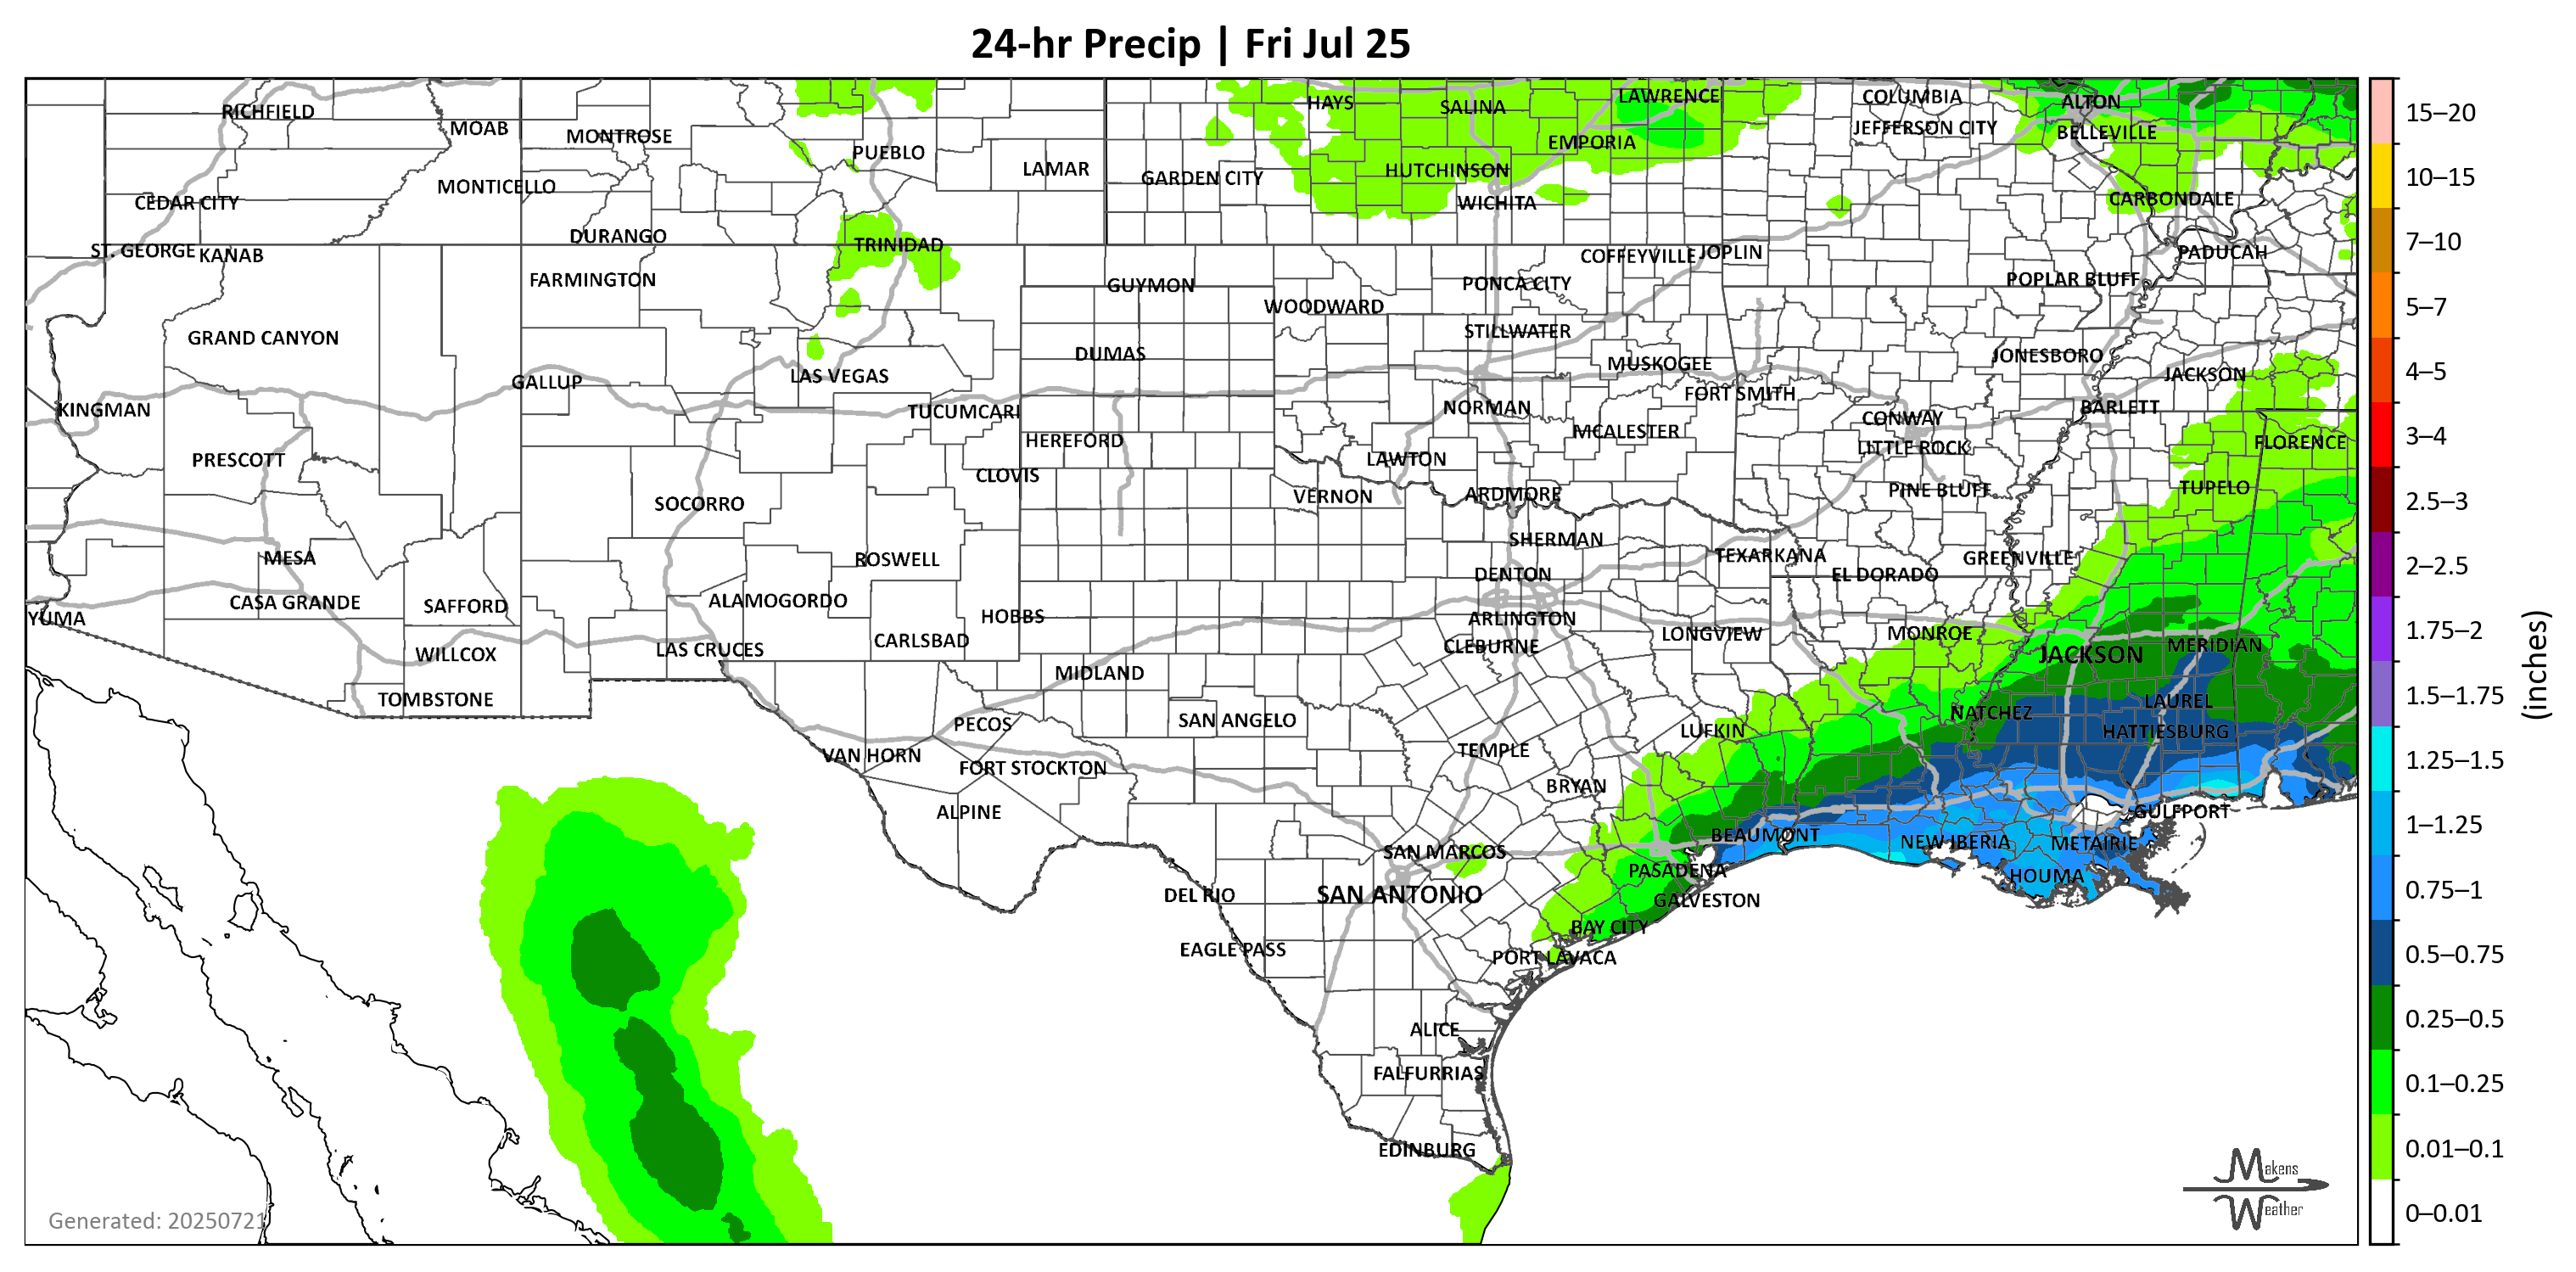 24-hr Precip | Fri Jul 25
RICHFIELD
MOAB
MONTROSE
PUEBLO
LAMAR
HAYS
SALINA
LAWRENCE
COLUMBIA
ALTON
JEFFERSON CITY
BELLEVILLE
EMPORIA
HUTCHINSON
GARDEN CITY
MONTICELLO
CEDAR CITY
WICHITA
CARBONDALE
DURANGO
TRINIDAD
ST. GEORGE
KANAB
COFFEYVILLE
JOPLIN
PADUCAH
FARMINGTON
GUYMON
PONCA CITY
POPLAR BLUFF
WOODWARD
GRAND CANYON
STILLWATER
DUMAS
JONESBORO
MUSKOGEE
LAS VEGAS
JACKSON
GALLUP
FORT SMITH
KINGMAN
TUCUMCARI
NORMAN
BARLETT
CONWAY
MCALESTER
HEREFORD
FLORENCE
LITTLE ROCK
PRESCOTT
LAWTON
CLOVIS
TUPELO
PINE BLUFF
VERNON
ARDMORE
SOCORRO
SHERMAN
MESA
ROSWELL
TEXARKANA
GREENVILLE
DENTON
EL DORADO
CASA GRANDE
SAFFORD
ALAMOGORDO
HOBBS
YUMA
ARLINGTON
LONGVIEW
MONROE
CARLSBAD
CLEBURNE
MERIDIAN
LAS CRUCES
WILLCOX
JACKSON
MIDLAND
TOMBSTONE
LAUREL
NATCHEZ
PECOS
SAN ANGELO
LUFKIN
HATTIESBURG
TEMPLE
VAN HORN
FORT STOCKTON
BRYAN
ALPINE
GULFPORT
BEAUMONT
NEW IBERIA
METAIRIE
SAN MARCOS
PASADENA
HOUMA
DEL RIO
SAN ANTONIO
GALVESTON
BAY CITY
EAGLE PASS
PORT LAVACA
ALICE
FALFURRIAS
EDINBURG
Generated: 20250721
Makens
Weather
15–20
10–15
7–10
5–7
4–5
3–4
2.5–3
2–2.5
1.75–2
1.5–1.75
1.25–1.5
1–1.25
0.75–1
0.5–0.75
0.25–0.5
0.1–0.25
0.01–0.1
0–0.01
(inches)